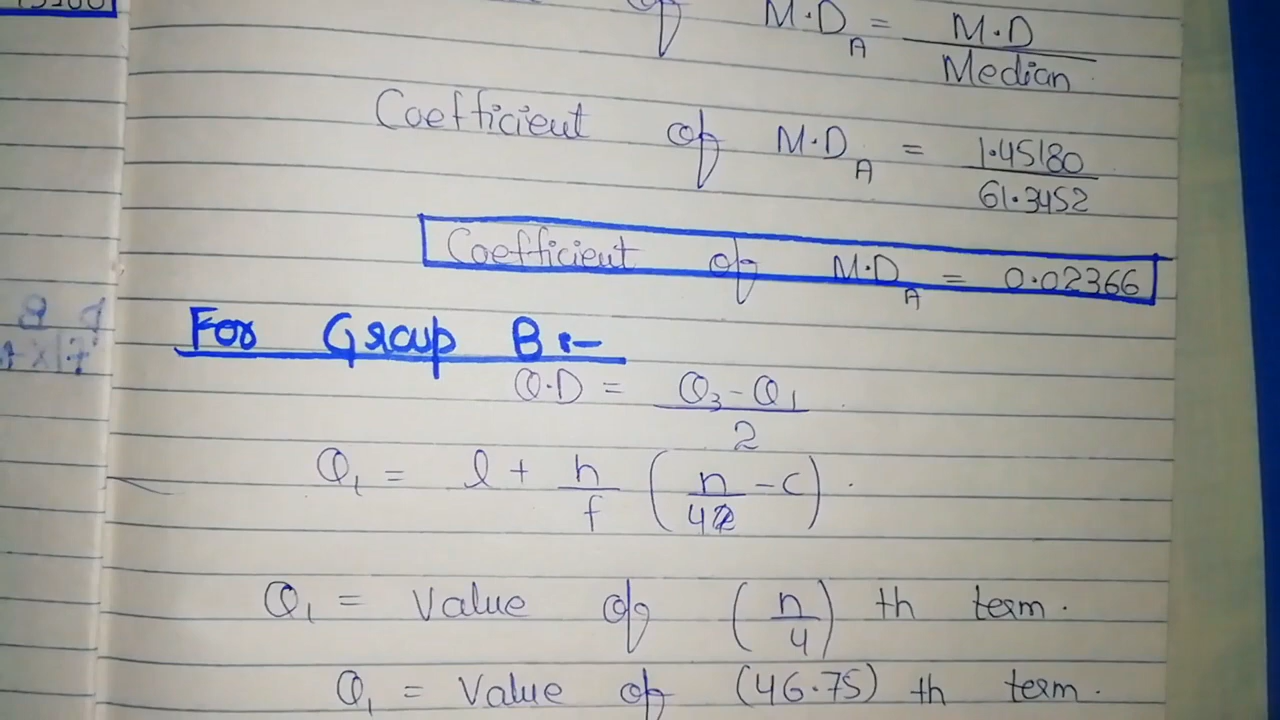 of M.D_A = M.D / Median
Coefficient of M.D_A = 1.45180 / 61.3452
Coefficient of M.D_A = 0.02366
For Group B :-
Q.D = Q₃ - Q₁ / 2
Q₁ = l + h/f (n/4 - c).
Q₁ = Value of (n/4) th term.
Q₁ = Value of (46.75) th term.